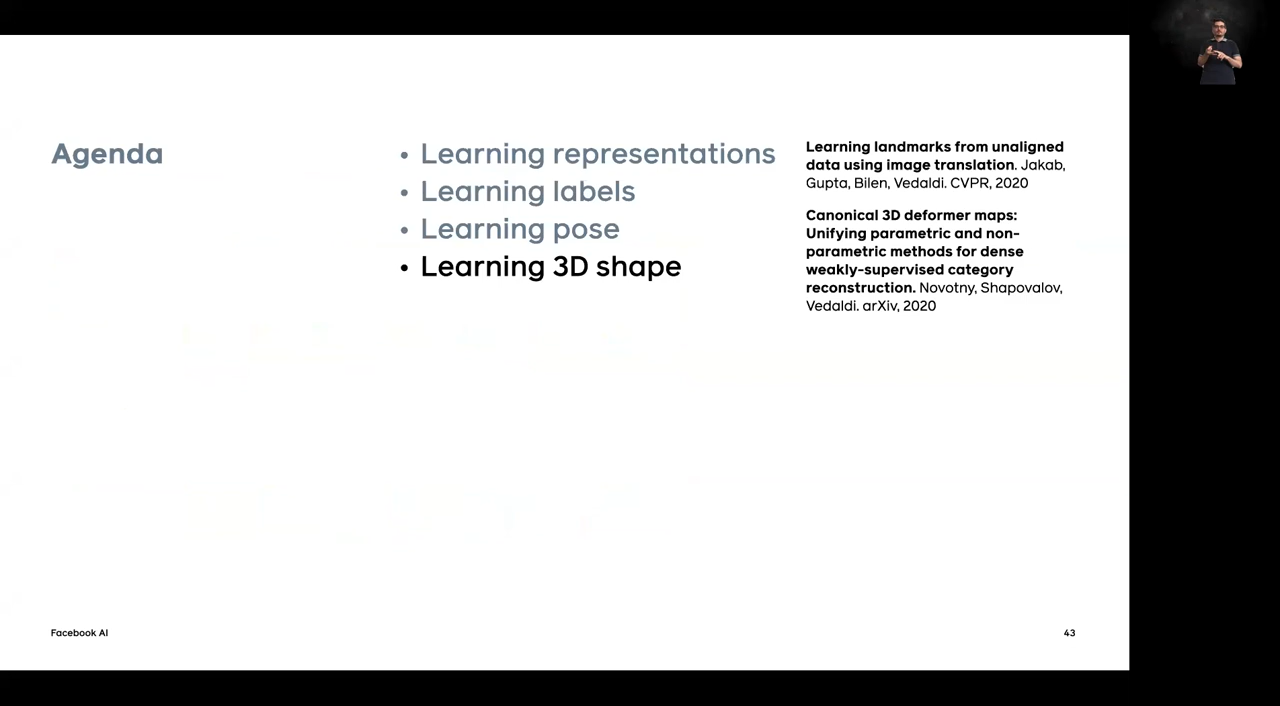 Agenda
• Learning representations
• Learning labels
• Learning pose
• Learning 3D shape
Learning landmarks from unaligned
data using image translation. Jakab,
Gupta, Bilen, Vedaldi. CVPR, 2020
Canonical 3D deformer maps:
Unifying parametric and non-
parametric methods for dense
weakly-supervised category
reconstruction. Novotny, Shapovalov,
Vedaldi. arXiv, 2020
Facebook AI
43